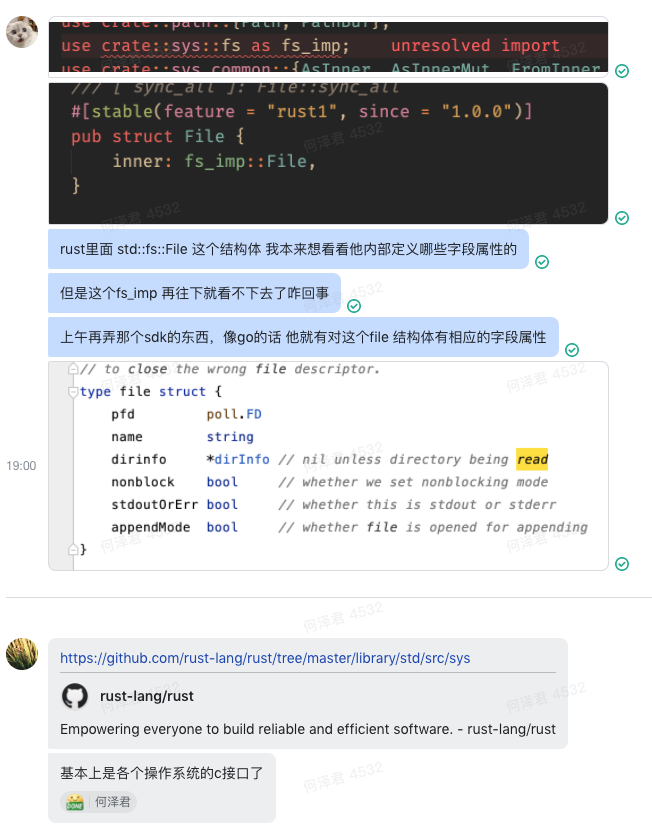 use crate::path::{Path, PathBuf};
use crate::sys::fs as fs_imp;    unresolved import
use crate::sys_common::{AsInner, AsInnerMut, FromInner
/// [`sync_all`]: File::sync_all
#[stable(feature = "rust1", since = "1.0.0")]
pub struct File {
    inner: fs_imp::File,
}
rust里面 std::fs::File 这个结构体 我本来想看看他内部定义哪些字段属性的
但是这个fs_imp 再往下就看不下去了咋回事
上午再弄那个sdk的东西，像go的话 他就有对这个file 结构体有相应的字段属性
// to close the wrong file descriptor.
type file struct {
    pfd         poll.FD
    name        string
    dirinfo     *dirInfo // nil unless directory being read
19:00
    nonblock    bool     // whether we set nonblocking mode
    stdoutOrErr bool     // whether this is stdout or stderr
    appendMode  bool     // whether file is opened for appending
}
https://github.com/rust-lang/rust/tree/master/library/std/src/sys
rust-lang/rust
Empowering everyone to build reliable and efficient software. - rust-lang/rust
基本上是各个操作系统的c接口了
DONE 何泽君
何泽君 4532